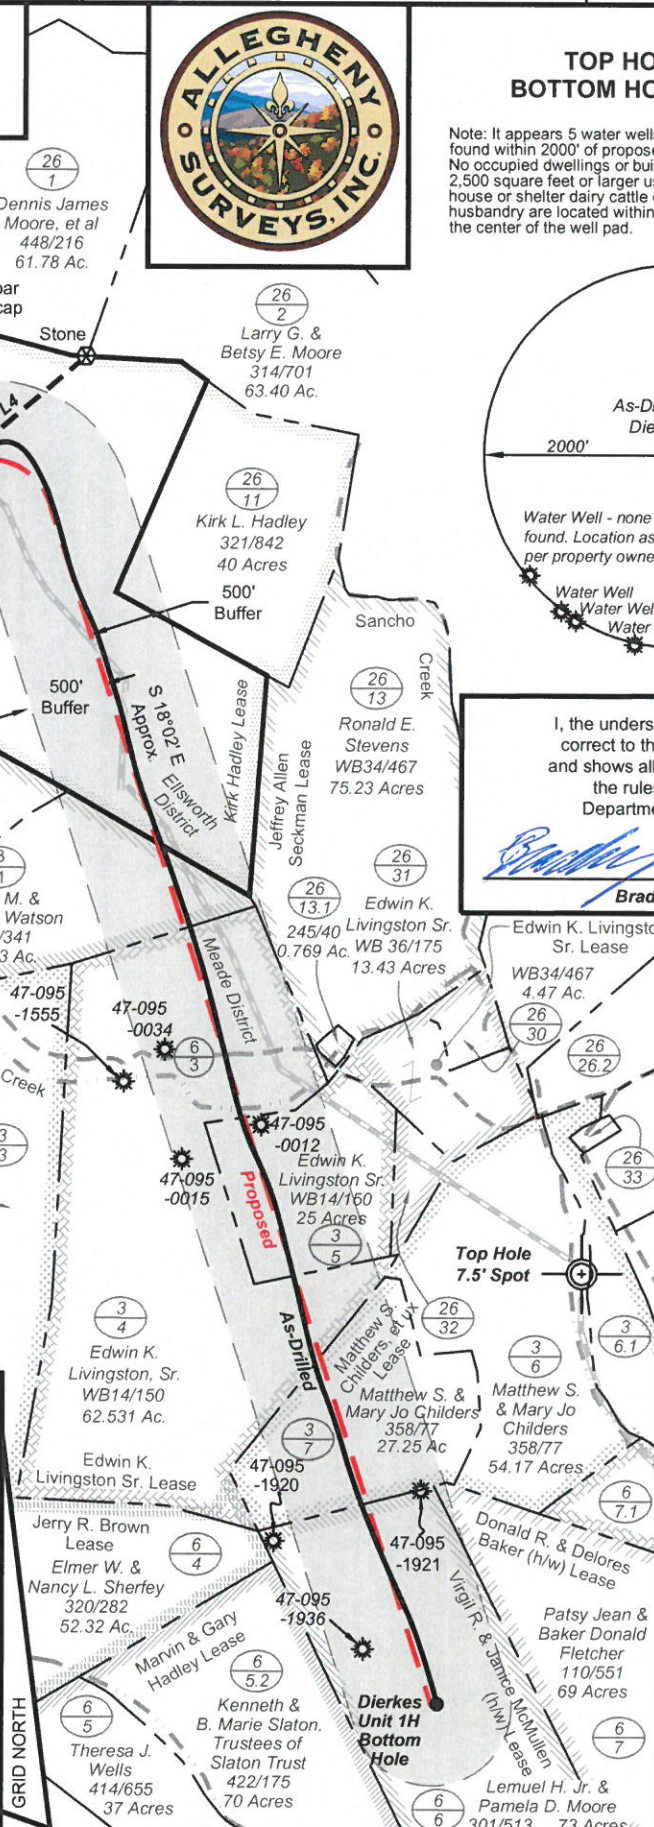 ALLEGHENY
SURVEYS, INC.
TOP HO
BOTTOM HO
Note: It appears 5 water wells
found within 2000' of propose
No occupied dwellings or bui
2,500 square feet or larger us
house or shelter dairy cattle
husbandry are located within
the center of the well pad.
26
1
Dennis James
Moore, et al
448/216
61.78 Ac.
bar
cap
Stone
L4
26
2
Larry G. &
Betsy E. Moore
314/701
63.40 Ac.
As-D
Die
2000'
26
11
Kirk L. Hadley
321/842
40 Acres
Water Well - none
found. Location as
per property owne
Water Well
Water Well
Water
500'
Buffer
Sancho
Creek
500'
Buffer
S 18°02' E
Approx.
Ellsworth
District
Kirk Hadley Lease
Jeffrey Allen
Seckman Lease
26
13
Ronald E.
Stevens
WB34/467
75.23 Acres
I, the unders
correct to th
and shows all
the rules
Departme
Brad
1
M. &
Watson
/341
3 Ac.
26
13.1
245/40
0.769 Ac.
26
31
Edwin K.
Livingston Sr.
WB 36/175
13.43 Acres
Edwin K. Livingsto
Sr. Lease
WB34/467
4.47 Ac.
26
30
26
26.2
Meade District
47-095
-1555
47-095
-0034
6
3
Creek
3
3
47-095
-0012
47-095
-0015
Edwin K.
Livingston Sr.
WB14/150
25 Acres
3
5
Proposed
26
33
Top Hole
7.5' Spot
3
4
Edwin K.
Livingston, Sr.
WB14/150
62.531 Ac.
As-Drilled
Matthew S.
Childers, et ux
Lease
26
32
3
6.1
3
6
Matthew S.
& Mary Jo
Childers
358/77
54.17 Acres
Matthew S. &
Mary Jo Childers
358/77
27.25 Ac
3
7
Edwin K.
Livingston Sr. Lease
47-095
-1920
6
7.1
Jerry R. Brown
Lease
6
4
Elmer W. &
Nancy L. Sherfey
320/282
52.32 Ac.
47-095
-1921
Donald R. & Delores
Baker (h/w) Lease
47-095
-1936
Marvin & Gary
Hadley Lease
Virgil R. & Janice McMullen
(h/w) Lease
Patsy Jean &
Baker Donald
Fletcher
110/551
69 Acres
6
7
6
5.2
Kenneth &
B. Marie Slaton.
Trustees of
Slaton Trust
422/175
70 Acres
6
5
Theresa J.
Wells
414/655
37 Acres
Dierkes
Unit 1H
Bottom
Hole
GRID NORTH
6
6
Lemuel H. Jr. &
Pamela D. Moore
301/513 73 Acres